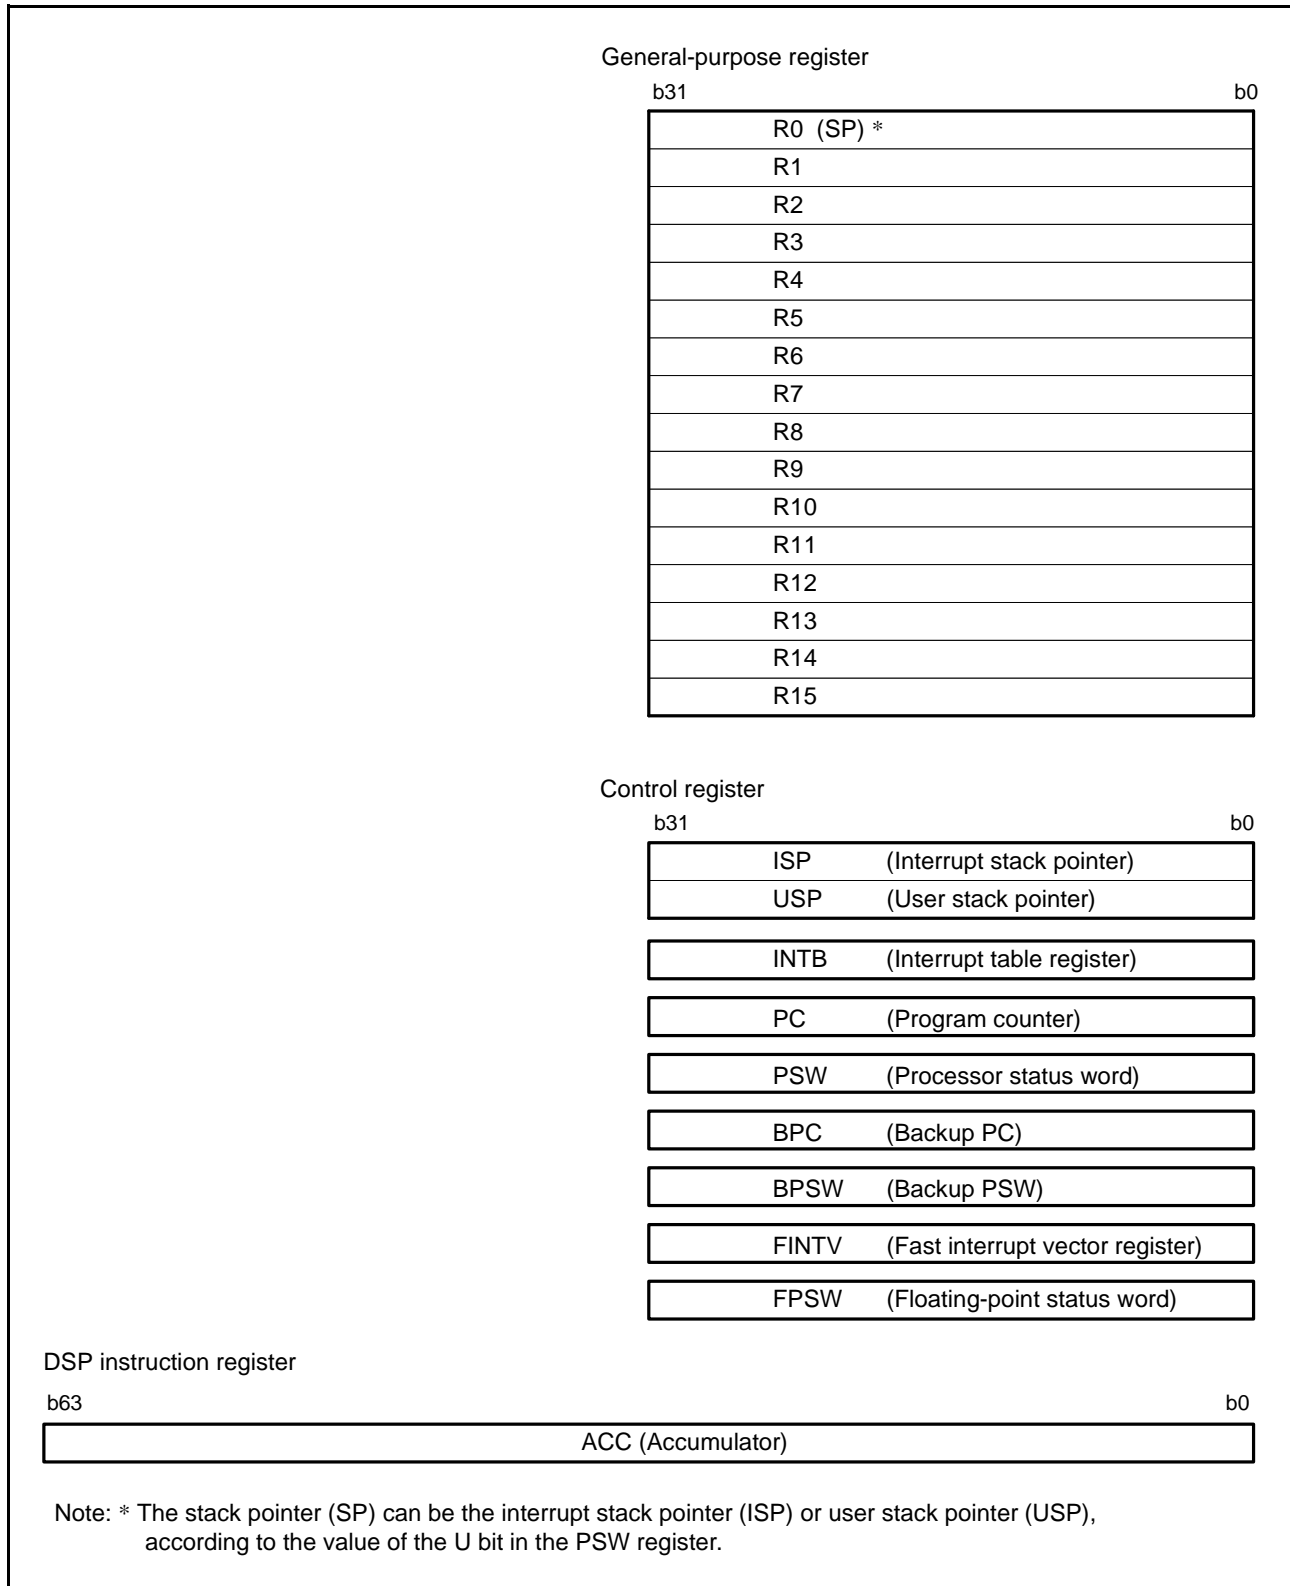 General-purpose register
b31 b0
R0 (SP) *
R1
R2
R3
R4
R5
R6
R7
R8
R9
R10
R11
R12
R13
R14
R15
Control register
b31 b0
ISP (Interrupt stack pointer)
USP (User stack pointer)
INTB (Interrupt table register)
PC (Program counter)
PSW (Processor status word)
BPC (Backup PC)
BPSW (Backup PSW)
FINTV (Fast interrupt vector register)
FPSW (Floating-point status word)
DSP instruction register
b63 b0
ACC (Accumulator)
Note: * The stack pointer (SP) can be the interrupt stack pointer (ISP) or user stack pointer (USP),
according to the value of the U bit in the PSW register.